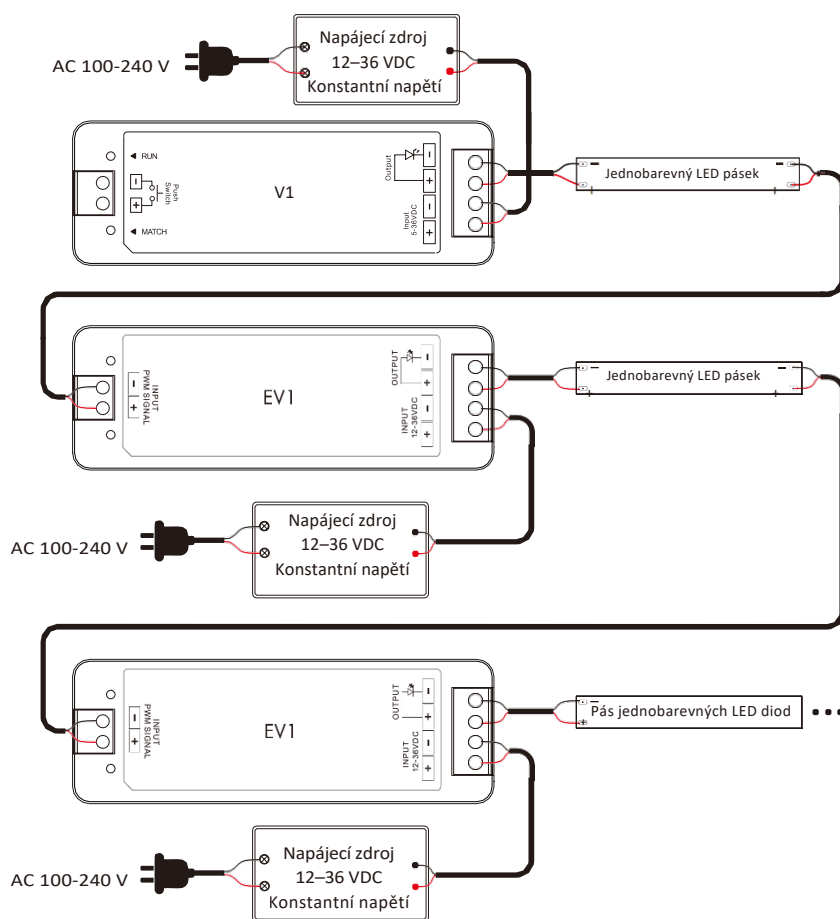 Napájecí zdroj
12–36 VDC
Konstantní napětí
AC 100-240 V
RUN
Push
Switch
−
+
MATCH
V1
Output
−
+
Input
5-36VDC
−
+
− −
Jednobarevný LED pásek
+ +
INPUT
PWM SIGNAL
−
+
EV1
OUTPUT
−
+
INPUT
12-36VDC
−
+
− −
Jednobarevný LED pásek
+ +
Napájecí zdroj
12–36 VDC
Konstantní napětí
AC 100-240 V
INPUT
PWM SIGNAL
−
+
EV1
OUTPUT
−
+
INPUT
12-36VDC
−
+
−
Pás jednobarevných LED diod ....
+
Napájecí zdroj
12–36 VDC
Konstantní napětí
AC 100-240 V